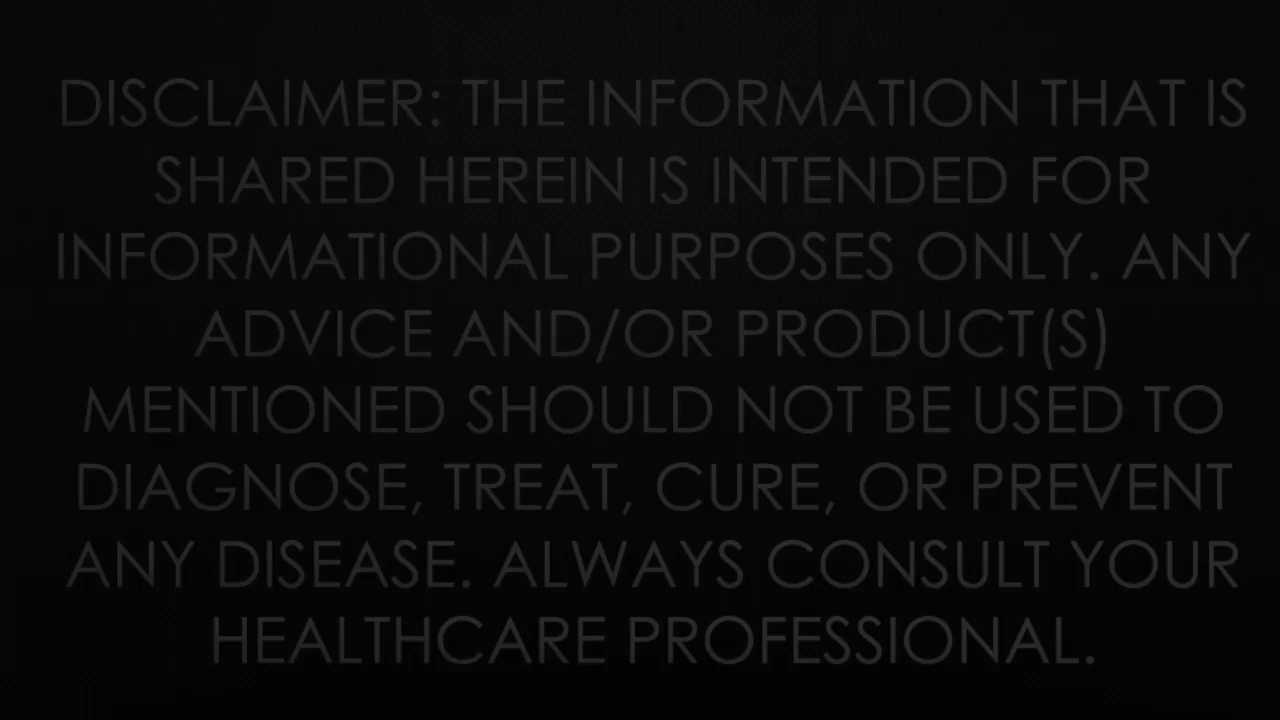 DISCLAIMER: THE INFORMATION THAT IS
SHARED HEREIN IS INTENDED FOR
INFORMATIONAL PURPOSES ONLY. ANY
ADVICE AND/OR PRODUCT(S)
MENTIONED SHOULD NOT BE USED TO
DIAGNOSE, TREAT, CURE, OR PREVENT
ANY DISEASE. ALWAYS CONSULT YOUR
HEALTHCARE PROFESSIONAL.